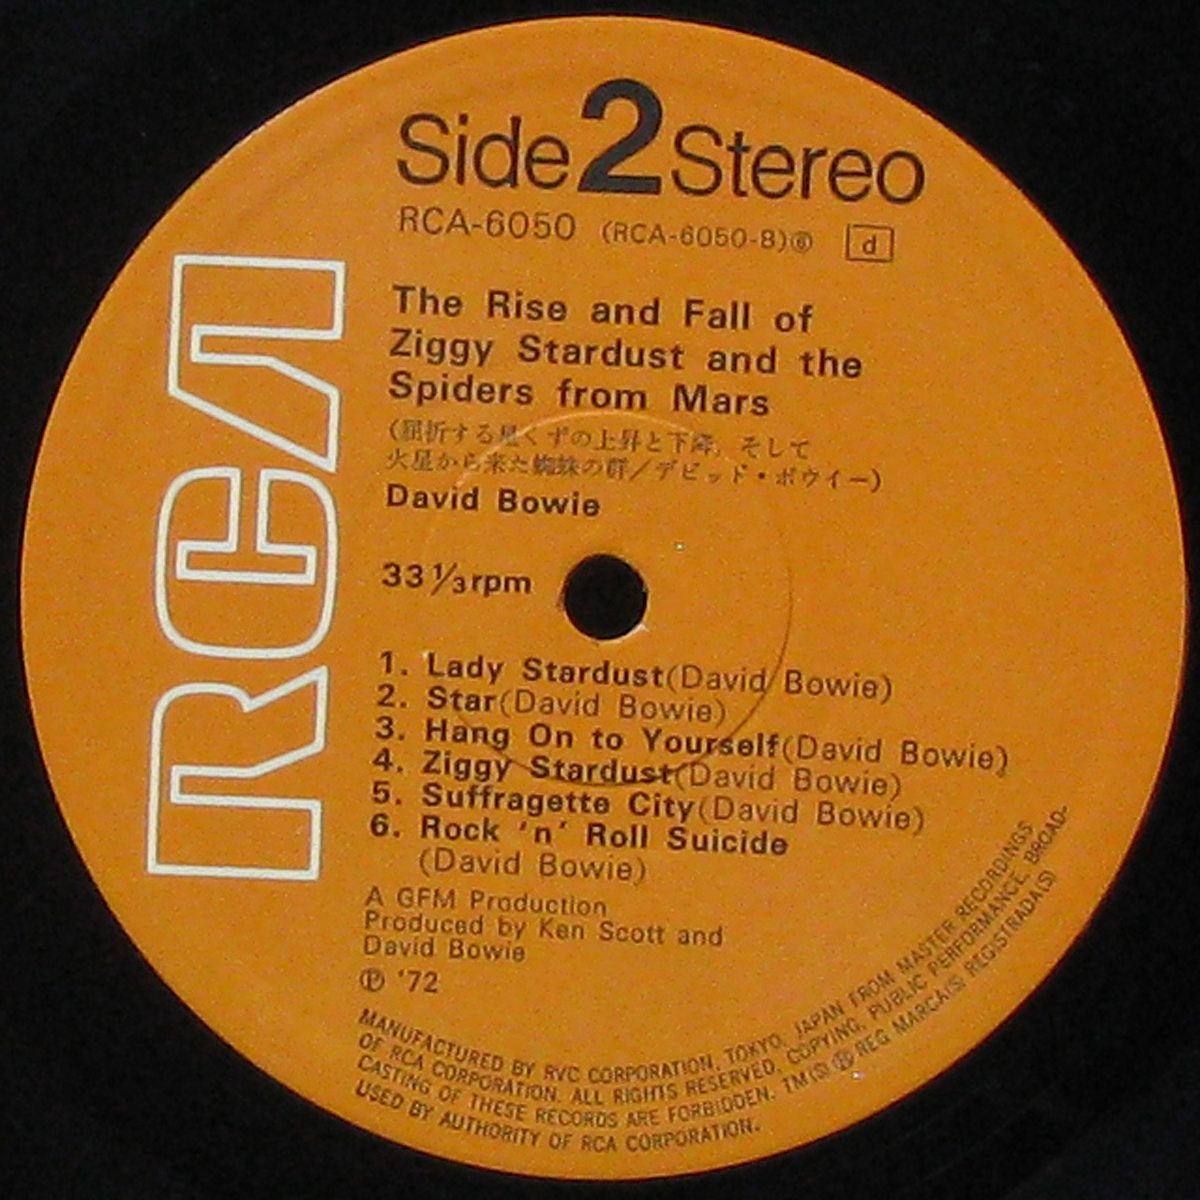 Side 2 Stereo
RCA-6050 (RCA-6050-B)⑥ d
RCA
The Rise and Fall of
Ziggy Stardust and the
Spiders from Mars
(屈折する星くずの上昇と下降，そして
火星から来た蜘蛛の群／デビッド・ボウイー)
David Bowie
33 1/3 rpm
1. Lady Stardust(David Bowie)
2. Star(David Bowie)
3. Hang On to Yourself(David Bowie)
4. Ziggy Stardust(David Bowie)
5. Suffragette City(David Bowie)
6. Rock 'n' Roll Suicide
(David Bowie)
A GFM Production
Produced by Ken Scott and
David Bowie
Ⓟ '72
MANUFACTURED BY RVC CORPORATION, TOKYO, JAPAN FROM MASTER RECORDINGS
OF RCA CORPORATION. ALL RIGHTS RESERVED. COPYING, PUBLIC PERFORMANCE, BROAD-
CASTING OF THESE RECORDS ARE FORBIDDEN. TM(S) ® REG. MARCA(S) REGISTRADA(S)
USED BY AUTHORITY OF RCA CORPORATION.